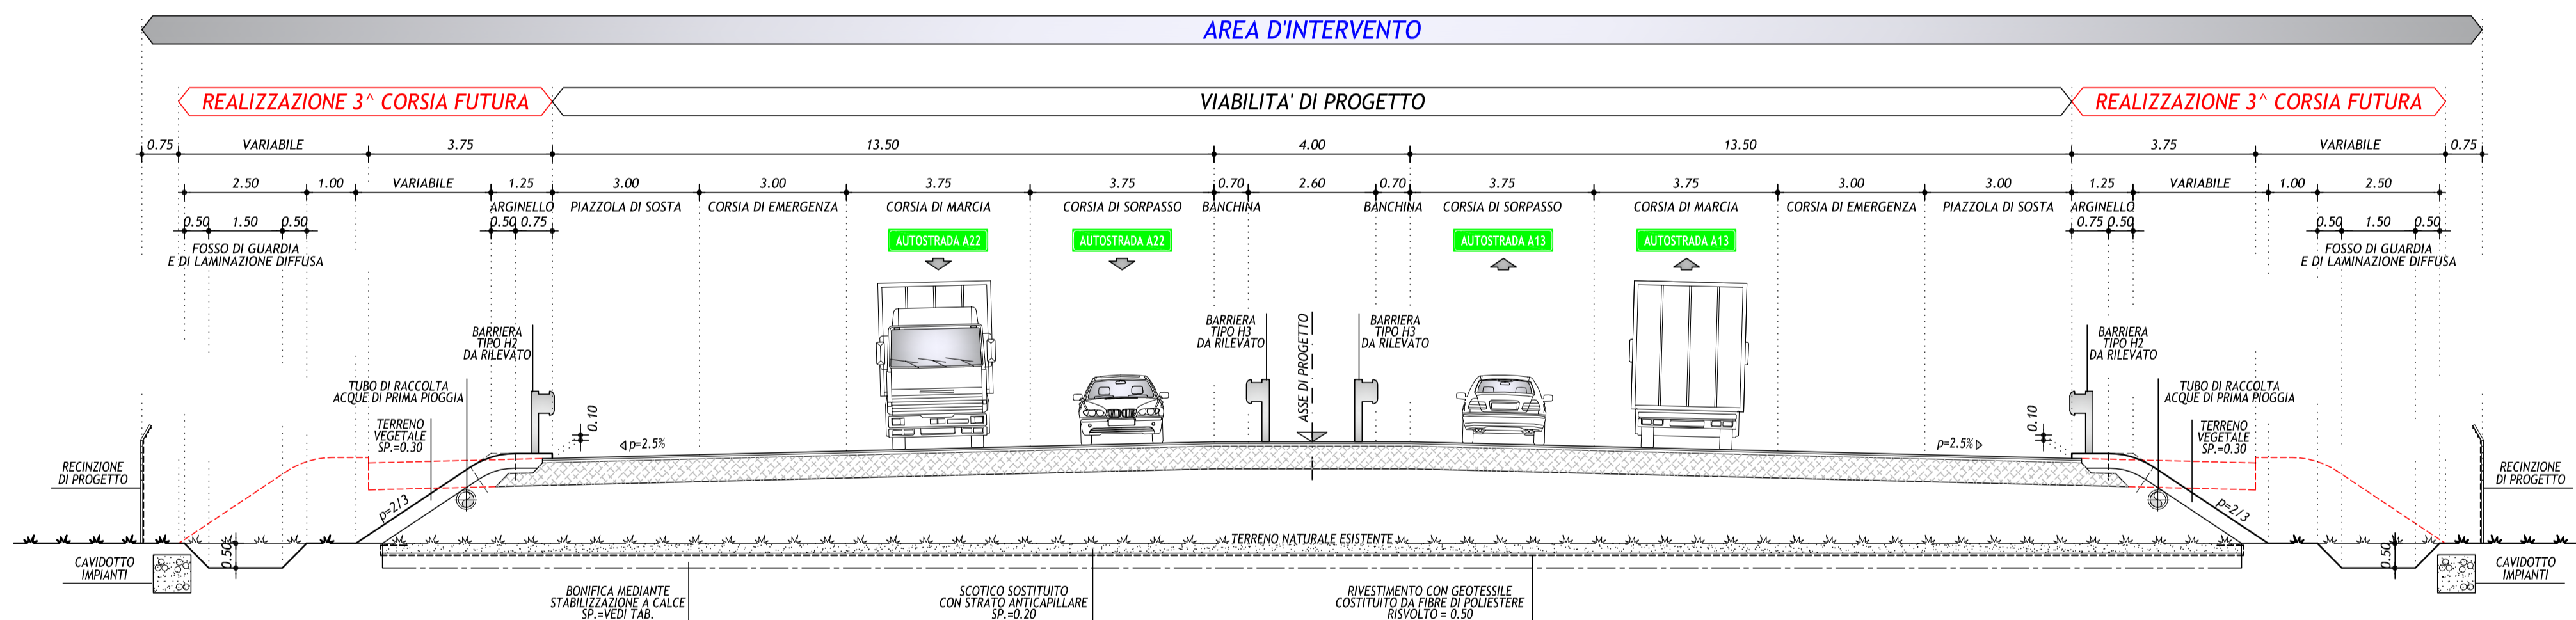 AREA D'INTERVENTO
REALIZZAZIONE 3^ CORSIA FUTURA
VIABILITA' DI PROGETTO
REALIZZAZIONE 3^ CORSIA FUTURA
0.75 VARIABILE 3.75 13.50 4.00 13.50 3.75 VARIABILE 0.75
2.50 1.00 VARIABILE 1.25 3.00 3.00 3.75 3.75 0.70 2.60 0.70 3.75 3.75 3.00 3.00 1.25 VARIABILE 1.00 2.50
ARGINELLO PIAZZOLA DI SOSTA CORSIA DI EMERGENZA CORSIA DI MARCIA CORSIA DI SORPASSO BANCHINA BANCHINA CORSIA DI SORPASSO CORSIA DI MARCIA CORSIA DI EMERGENZA PIAZZOLA DI SOSTA ARGINELLO
0.50 1.50 0.50 0.50 0.75 0.75 0.50 0.50 1.50 0.50
FOSSO DI GUARDIA
E DI LAMINAZIONE DIFFUSA
AUTOSTRADA A22
AUTOSTRADA A22
AUTOSTRADA A13
AUTOSTRADA A13
FOSSO DI GUARDIA
E DI LAMINAZIONE DIFFUSA
BARRIERA
TIPO H2
DA RILEVATO
BARRIERA
TIPO H3
DA RILEVATO
ASSE DI PROGETTO
BARRIERA
TIPO H3
DA RILEVATO
BARRIERA
TIPO H2
DA RILEVATO
TUBO DI RACCOLTA
ACQUE DI PRIMA PIOGGIA
TERRENO
VEGETALE
SP.=0.30
0.10
p=2.5%
p=2.5%
0.10
TUBO DI RACCOLTA
ACQUE DI PRIMA PIOGGIA
TERRENO
VEGETALE
SP.=0.30
RECINZIONE
DI PROGETTO
p=2/3
p=2/3
RECINZIONE
DI PROGETTO
TERRENO NATURALE ESISTENTE
0.50
0.50
CAVIDOTTO
IMPIANTI
CAVIDOTTO
IMPIANTI
BONIFICA MEDIANTE
STABILIZZAZIONE A CALCE
SP.=VEDI TAB.
SCOTICO SOSTITUITO
CON STRATO ANTICAPILLARE
SP.=0.20
RIVESTIMENTO CON GEOTESSILE
COSTITUITO DA FIBRE DI POLIESTERE
RISVOLTO = 0.50